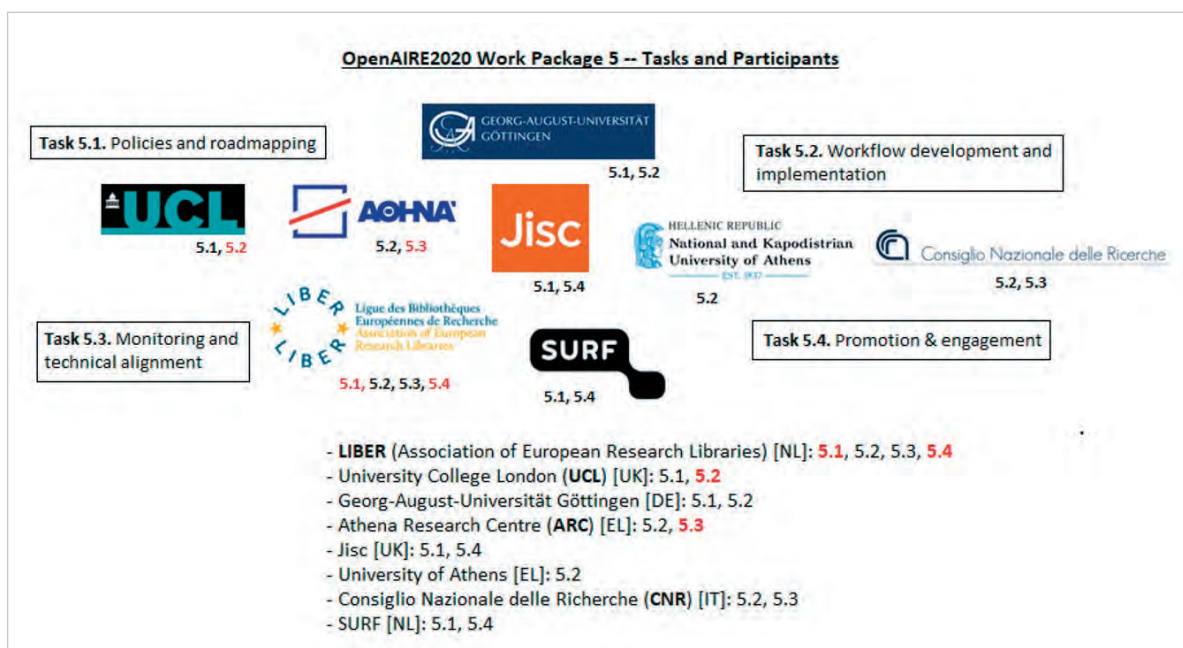 OpenAIRE2020 Work Package 5 -- Tasks and Participants
GEORG-AUGUST-UNIVERSITÄT
GÖTTINGEN
5.1, 5.2
Task 5.1. Policies and roadmapping
Task 5.2. Workflow development and
implementation
UCL
5.1, 5.2
ΑΘΗΝΑ
5.2, 5.3
Jisc
5.1, 5.4
HELLENIC REPUBLIC
National and Kapodistrian
University of Athens
EST. 1837
5.2
Consiglio Nazionale delle Ricerche
5.2, 5.3
Task 5.3. Monitoring and
technical alignment
LIBER
LIBER
Ligue des Bibliothèques
Européennes de Recherche
Association of European
Research Libraries
5.1, 5.2, 5.3, 5.4
SURF
5.1, 5.4
Task 5.4. Promotion & engagement
- LIBER (Association of European Research Libraries) [NL]: 5.1, 5.2, 5.3, 5.4
- University College London (UCL) [UK]: 5.1, 5.2
- Georg-August-Universität Göttingen [DE]: 5.1, 5.2
- Athena Research Centre (ARC) [EL]: 5.2, 5.3
- Jisc [UK]: 5.1, 5.4
- University of Athens [EL]: 5.2
- Consiglio Nazionale delle Richerche (CNR) [IT]: 5.2, 5.3
- SURF [NL]: 5.1, 5.4